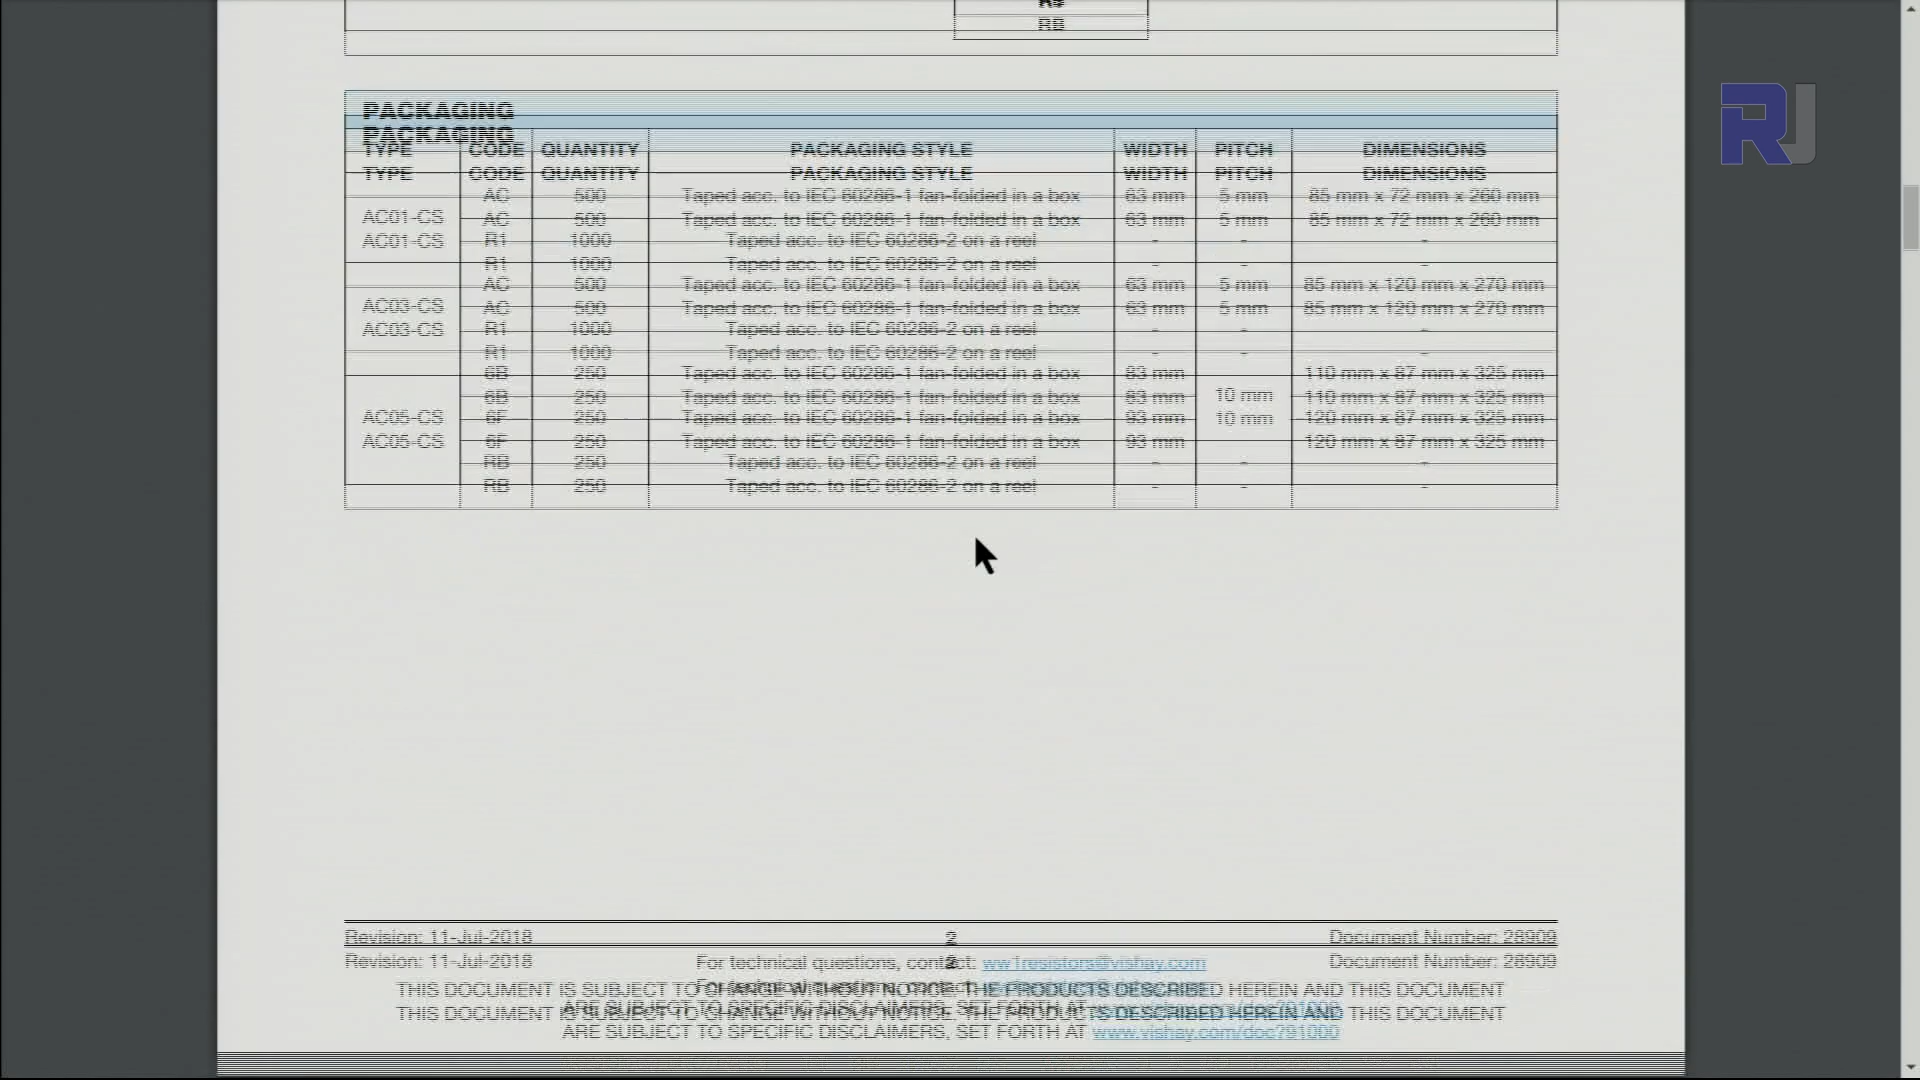 RB
PACKAGING
TYPE CODE QUANTITY PACKAGING STYLE WIDTH PITCH DIMENSIONS
AC01-CS AC 500 Taped acc. to IEC 60286-1 fan-folded in a box 63 mm 5 mm 85 mm x 72 mm x 260 mm
R1 1000 Taped acc. to IEC 60286-2 on a reel - - -
AC03-CS AC 500 Taped acc. to IEC 60286-1 fan-folded in a box 63 mm 5 mm 85 mm x 120 mm x 270 mm
R1 1000 Taped acc. to IEC 60286-2 on a reel - - -
AC05-CS 6B 250 Taped acc. to IEC 60286-1 fan-folded in a box 83 mm 10 mm 110 mm x 87 mm x 325 mm
6F 250 Taped acc. to IEC 60286-1 fan-folded in a box 93 mm 120 mm x 87 mm x 325 mm
RB 250 Taped acc. to IEC 60286-2 on a reel - - -
Revision: 11-Jul-2018 2 Document Number: 28909
For technical questions, contact: ww1resistors@vishay.com
THIS DOCUMENT IS SUBJECT TO CHANGE WITHOUT NOTICE. THE PRODUCTS DESCRIBED HEREIN AND THIS DOCUMENT
ARE SUBJECT TO SPECIFIC DISCLAIMERS, SET FORTH AT www.vishay.com/doc?91000
RJ